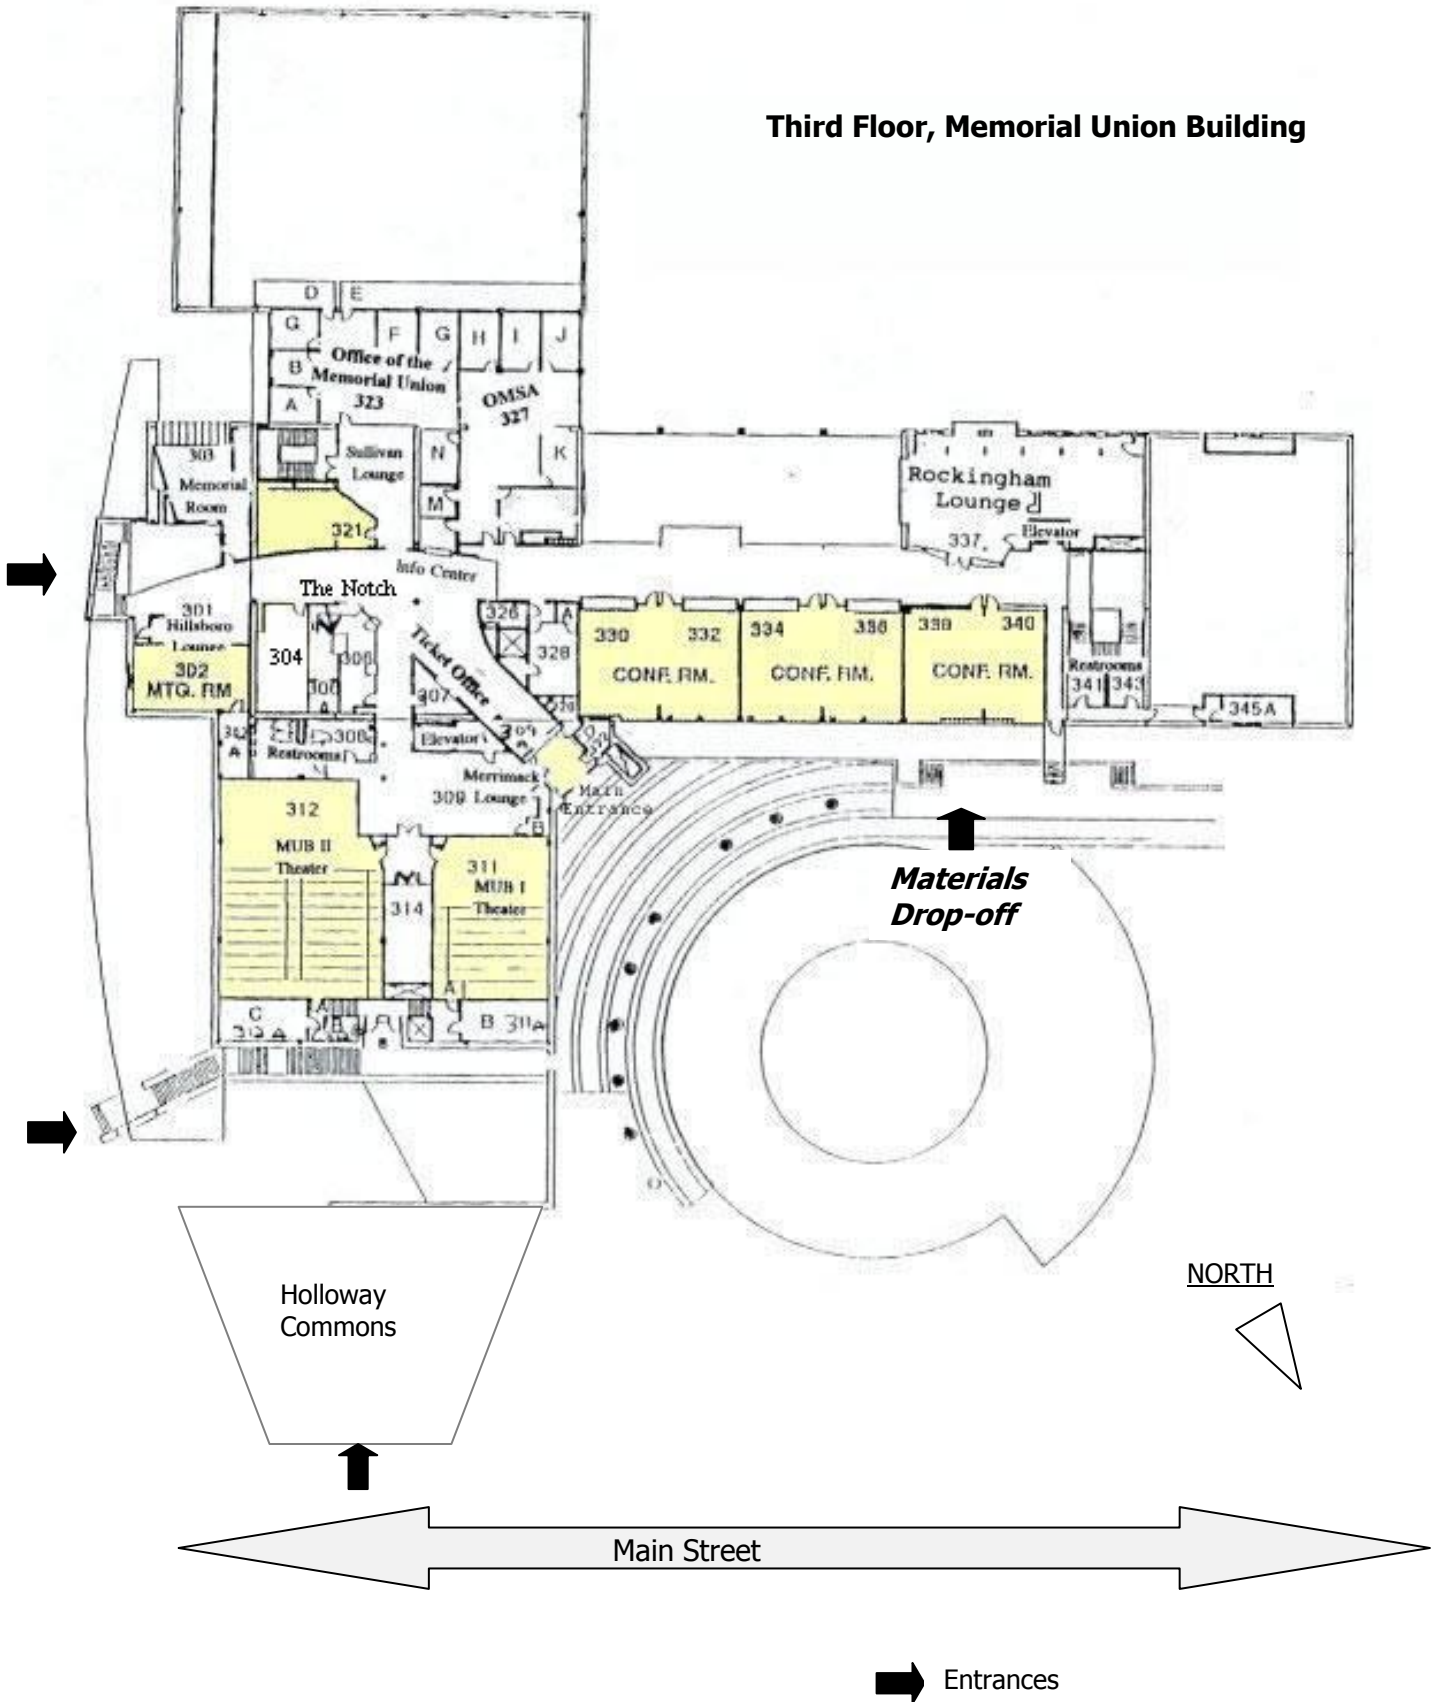 Third Floor, Memorial Union Building
D E
G F G H I J
B Office of the
Memorial Union
A 323
OMSA
327
N K
M
Sullivan
Lounge
303
Memorial
Room
321
Rockingham
Lounge
Elevator
337
Info Center
The Notch
301
Hillsboro
Lounge
302
MTG. RM
304
306
Ticket Office
307
326 A
328
330 332
CONF. RM.
334 336
CONF. RM.
338 340
CONF. RM.
Restrooms
341 343
345A
A
Restrooms
308
Elevator
Merrimack
309 Lounge
B
Main
Entrance
312
MUB II
Theater
311
MUB I
Theater
314
A
C
312 A
A
B 311A
B
Materials
Drop-off
NORTH
Holloway
Commons
Main Street
Entrances